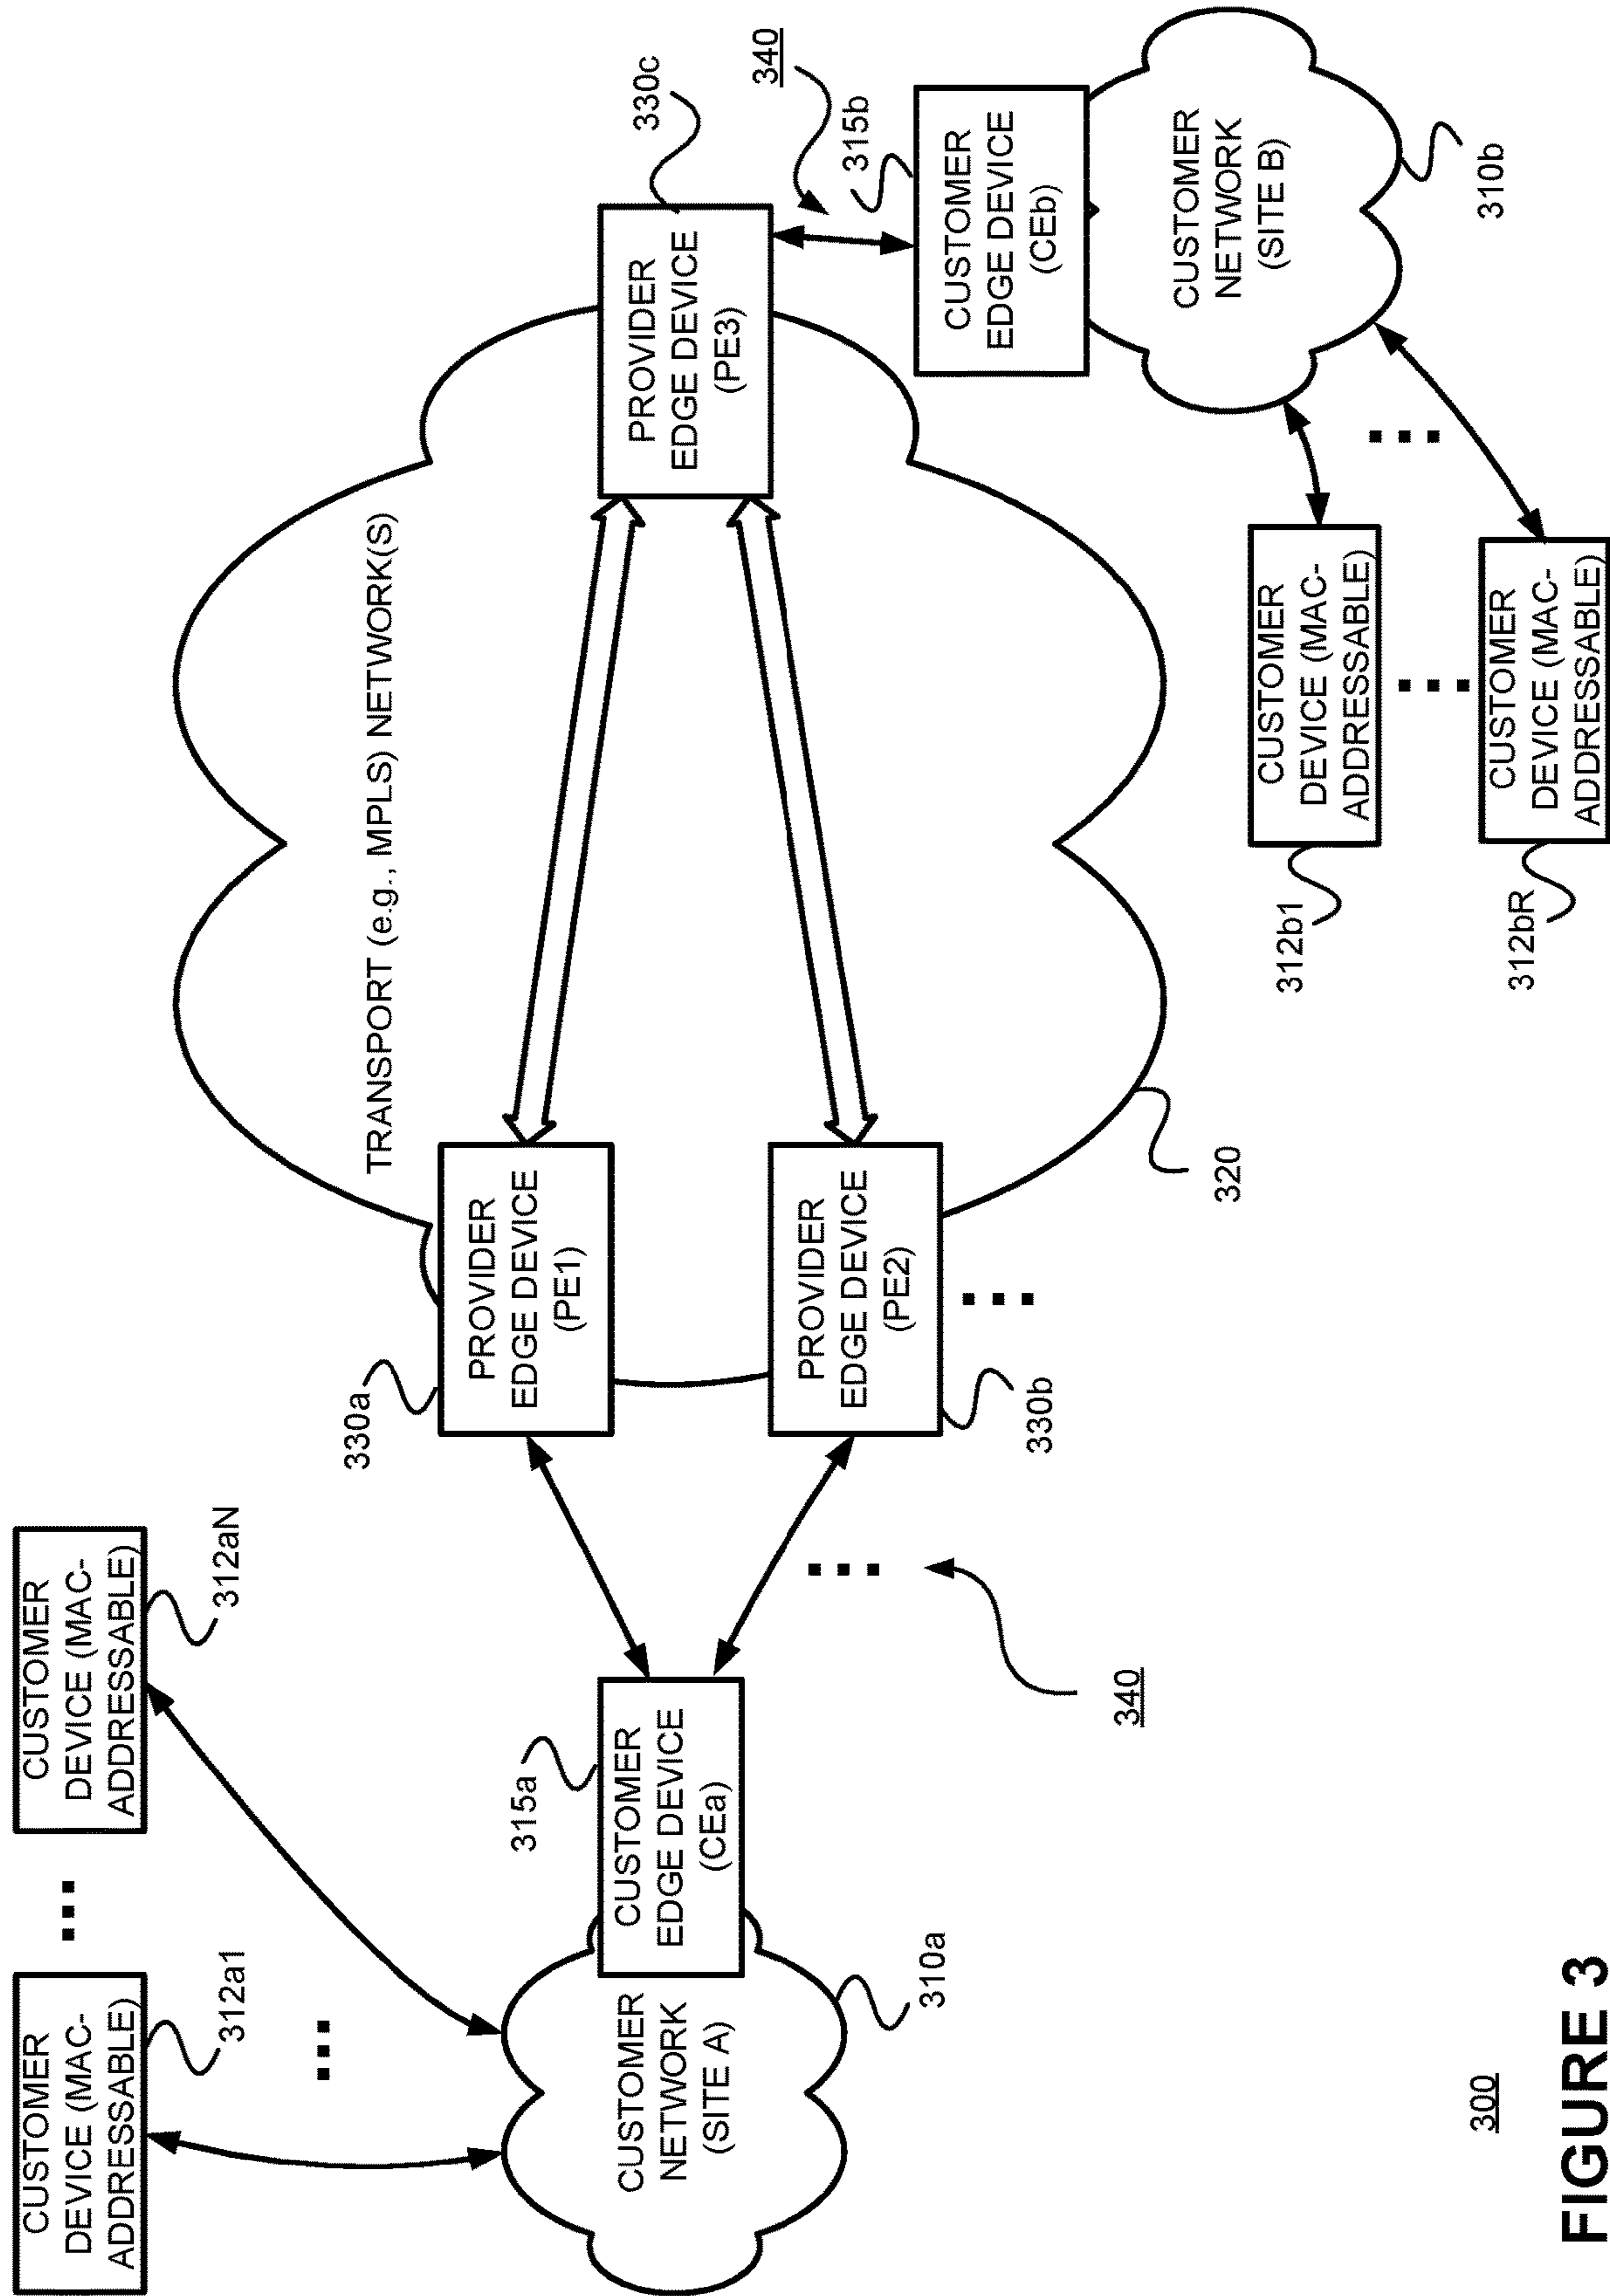 CUSTOMER
DEVICE (MAC-
ADDRESSABLE)
312a1
CUSTOMER
DEVICE (MAC-
ADDRESSABLE)
312aN
CUSTOMER
NETWORK
(SITE A)
310a
CUSTOMER
EDGE DEVICE
(CEa)
315a
340
TRANSPORT (e.g., MPLS) NETWORK(S)
PROVIDER
EDGE DEVICE
(PE1)
330a
PROVIDER
EDGE DEVICE
(PE2)
330b
320
PROVIDER
EDGE DEVICE
(PE3)
330c
340
315b
CUSTOMER
EDGE DEVICE
(CEb)
CUSTOMER
NETWORK
(SITE B)
310b
CUSTOMER
DEVICE (MAC-
ADDRESSABLE)
312b1
CUSTOMER
DEVICE (MAC-
ADDRESSABLE)
312bR
300
FIGURE 3